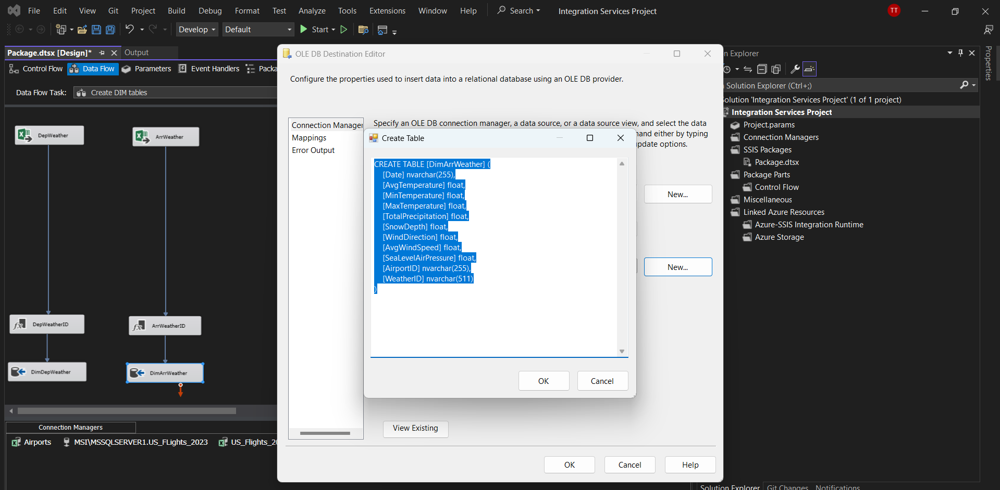 File Edit View Git Project Build Debug Format Test Analyze Tools Extensions Window Help Search Integration Services Project TT
Develop Default Start
Package.dtsx [Design]* Output
Control Flow Data Flow Parameters Event Handlers Packa
Data Flow Task: Create DIM tables
DepWeather
ArrWeather
DepWeatherID
ArrWeatherID
DimDepWeather
DimArrWeather
Connection Managers
Airports MSI\MSSQLSERVER1.US_FLights_2023 US_Flights_20
OLE DB Destination Editor
Configure the properties used to insert data into a relational database using an OLE DB provider.
Connection Manager
Mappings
Error Output
Specify an OLE DB connection manager, a data source, or a data source view, and select the data
mand either by typing
update options.
New...
New...
View Existing
OK Cancel Help
Create Table
CREATE TABLE [DimArrWeather] (
[Date] nvarchar(255),
[AvgTemperature] float,
[MinTemperature] float,
[MaxTemperature] float,
[TotalPrecipitation] float,
[SnowDepth] float,
[WindDirection] float,
[AvgWindSpeed] float,
[SeaLevelAirPressure] float,
[AirportID] nvarchar(255),
[WeatherID] nvarchar(511)
)
OK Cancel
n Explorer
Solution Explorer (Ctrl+;)
olution 'Integration Services Project' (1 of 1 project)
Integration Services Project
Project.params
Connection Managers
SSIS Packages
Package.dtsx
Package Parts
Control Flow
Miscellaneous
Linked Azure Resources
Azure-SSIS Integration Runtime
Azure Storage
Solution Explorer Git Changes Notifications
Properties